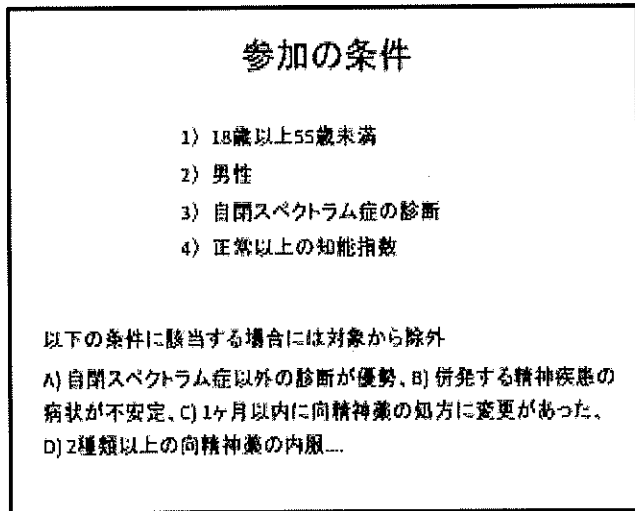 参加の条件
1) 18歳以上55歳未満
2) 男性
3) 自閉スペクトラム症の診断
4) 正常以上の知能指数
以下の条件に該当する場合には対象から除外
A) 自閉スペクトラム症以外の診断が優勢、B) 併発する精神疾患の
病状が不安定、C) 1ヶ月以内に向精神薬の処方に変更があった、
D) 2種類以上の向精神薬の内服....